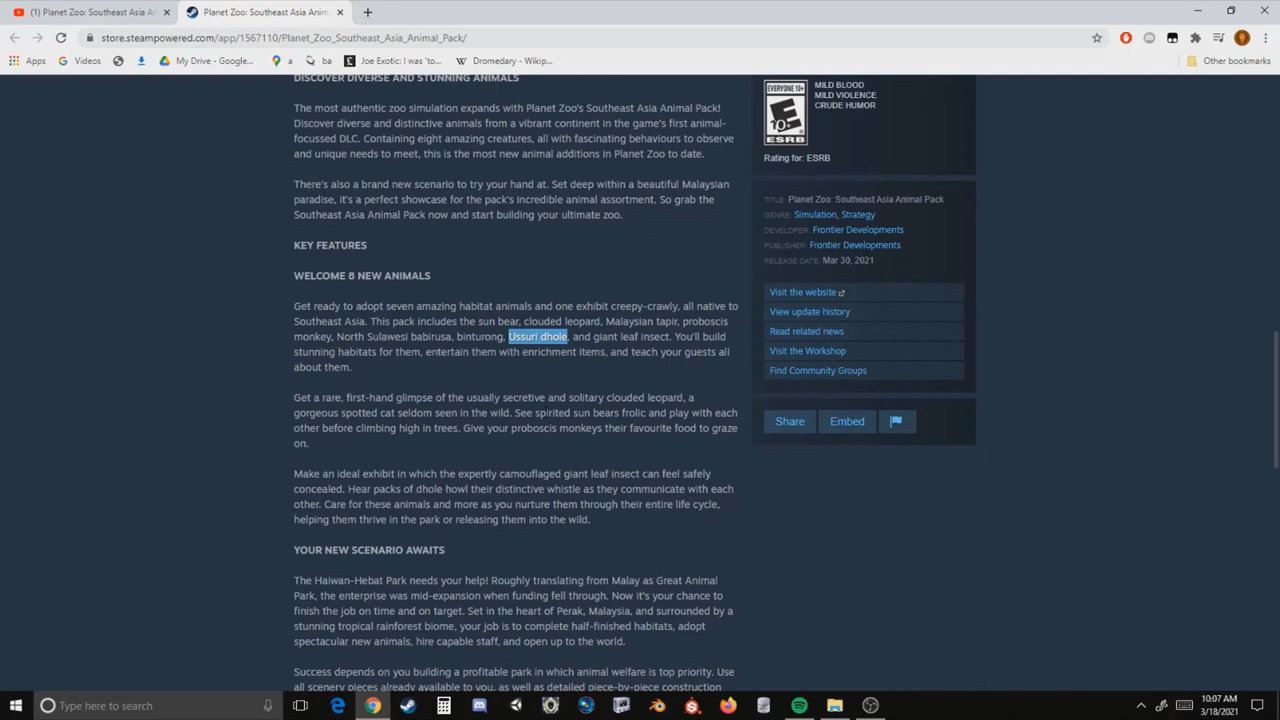 (1) Planet Zoo: Southeast Asia An
Planet Zoo: Southeast Asia Anim
store.steampowered.com/app/1567110/Planet_Zoo_Southeast_Asia_Animal_Pack/
Apps
Videos
My Drive - Google...
a
ba
Joe Exotic: I was 'to...
Dromedary - Wikip...
Other bookmarks
DISCOVER DIVERSE AND STUNNING ANIMALS
The most authentic zoo simulation expands with Planet Zoo's Southeast Asia Animal Pack!
Discover diverse and distinctive animals from a vibrant continent in the game's first animal-
focussed DLC. Containing eight amazing creatures, all with fascinating behaviours to observe
and unique needs to meet, this is the most new animal additions in Planet Zoo to date.
There's also a brand new scenario to try your hand at. Set deep within a beautiful Malaysian
paradise, it's a perfect showcase for the pack's incredible animal assortment. So grab the
Southeast Asia Animal Pack now and start building your ultimate zoo.
KEY FEATURES
WELCOME 8 NEW ANIMALS
Get ready to adopt seven amazing habitat animals and one exhibit creepy-crawly, all native to
Southeast Asia. This pack includes the sun bear, clouded leopard, Malaysian tapir, proboscis
monkey, North Sulawesi babirusa, binturong, Ussuri dhole, and giant leaf insect. You'll build
stunning habitats for them, entertain them with enrichment items, and teach your guests all
about them.
Get a rare, first-hand glimpse of the usually secretive and solitary clouded leopard, a
gorgeous spotted cat seldom seen in the wild. See spirited sun bears frolic and play with each
other before climbing high in trees. Give your proboscis monkeys their favourite food to graze
on.
Make an ideal exhibit in which the expertly camouflaged giant leaf insect can feel safely
concealed. Hear packs of dhole howl their distinctive whistle as they communicate with each
other. Care for these animals and more as you nurture them through their entire life cycle,
helping them thrive in the park or releasing them into the wild.
YOUR NEW SCENARIO AWAITS
The Haiwan-Hebat Park needs your help! Roughly translating from Malay as Great Animal
Park, the enterprise was mid-expansion when funding fell through. Now it's your chance to
finish the job on time and on target. Set in the heart of Perak, Malaysia, and surrounded by a
stunning tropical rainforest biome, your job is to complete half-finished habitats, adopt
spectacular new animals, hire capable staff, and open up to the world.
Success depends on you building a profitable park in which animal welfare is top priority. Use
all scenery pieces already available to you, as well as detailed piece-by-piece construction
EVERYONE 10+
E
10+
ESRB
MILD BLOOD
MILD VIOLENCE
CRUDE HUMOR
Rating for: ESRB
TITLE: Planet Zoo: Southeast Asia Animal Pack
GENRE: Simulation, Strategy
DEVELOPER: Frontier Developments
PUBLISHER: Frontier Developments
RELEASE DATE: Mar 30, 2021
Visit the website
View update history
Read related news
Visit the Workshop
Find Community Groups
Share
Embed
Type here to search
10:07 AM
3/18/2021